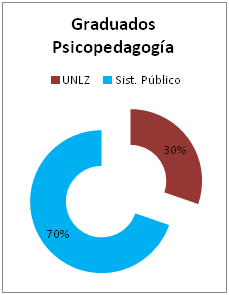 Graduados
Psicopedagogía
UNLZ Sist. Público
30%
70%